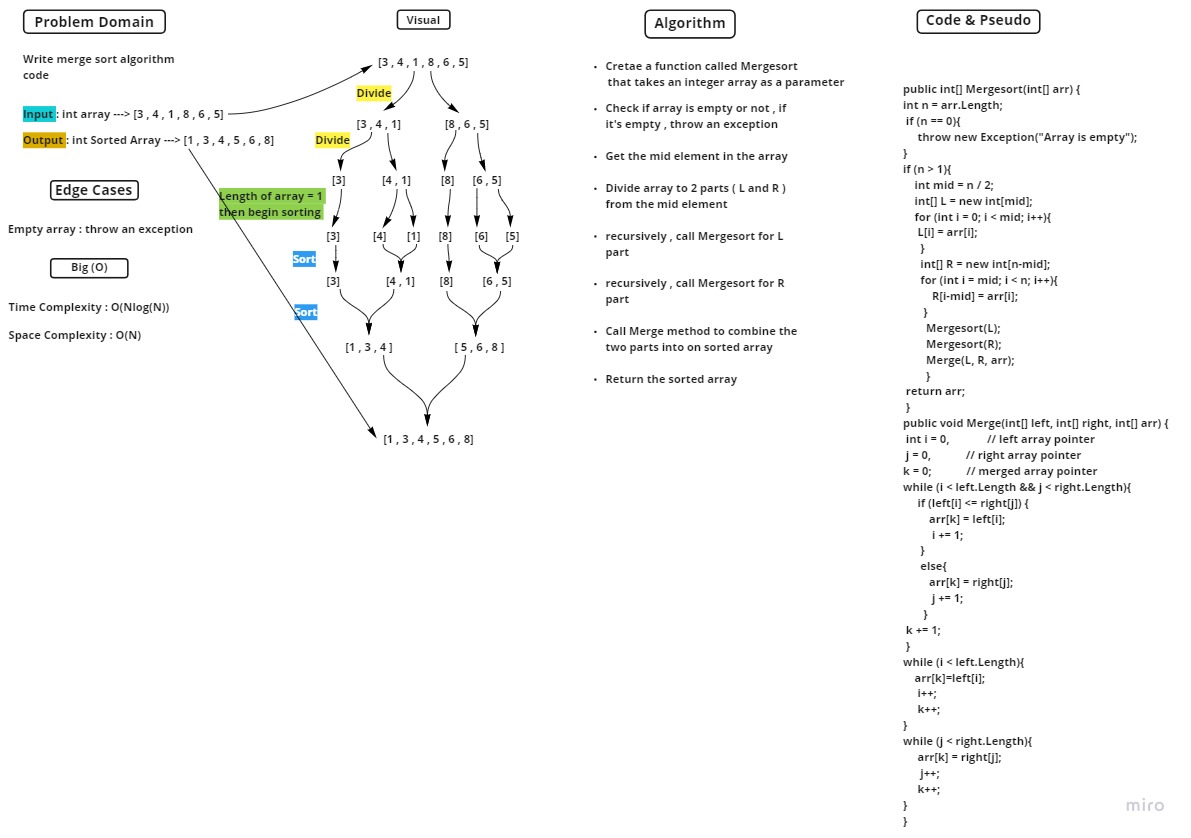 Problem Domain
Write merge sort algorithm
code
Input : int array ---> [3 , 4 , 1 , 8 , 6 , 5]
Output : int Sorted Array ---> [1 , 3 , 4 , 5 , 6 , 8]
Edge Cases
Empty array : throw an exception
Big (O)
Time Complexity : O(Nlog(N))
Space Complexity : O(N)
Visual
[3 , 4 , 1 , 8 , 6 , 5]
Divide
[3 , 4 , 1] [8 , 6 , 5]
Divide
[3] [4 , 1] [8] [6 , 5]
Length of array = 1
then begin sorting
[3] [4] [1] [8] [6] [5]
Sort
[3] [4 , 1] [8] [6 , 5]
Sort
[1 , 3 , 4 ] [ 5 , 6 , 8 ]
[1 , 3 , 4 , 5 , 6 , 8]
Algorithm
• Cretae a function called Mergesort
that takes an integer array as a parameter
• Check if array is empty or not , if
it's empty , throw an exception
• Get the mid element in the array
• Divide array to 2 parts ( L and R )
from the mid element
• recursively , call Mergesort for L
part
• recursively , call Mergesort for R
part
• Call Merge method to combine the
two parts into on sorted array
• Return the sorted array
Code & Pseudo
public int[] Mergesort(int[] arr) {
int n = arr.Length;
if (n == 0){
throw new Exception("Array is empty");
}
if (n > 1){
int mid = n / 2;
int[] L = new int[mid];
for (int i = 0; i < mid; i++){
L[i] = arr[i];
}
int[] R = new int[n-mid];
for (int i = mid; i < n; i++){
R[i-mid] = arr[i];
}
Mergesort(L);
Mergesort(R);
Merge(L, R, arr);
}
return arr;
}
public void Merge(int[] left, int[] right, int[] arr) {
int i = 0, // left array pointer
j = 0, // right array pointer
k = 0; // merged array pointer
while (i < left.Length && j < right.Length){
if (left[i] <= right[j]) {
arr[k] = left[i];
i += 1;
}
else{
arr[k] = right[j];
j += 1;
}
k += 1;
}
while (i < left.Length){
arr[k]=left[i];
i++;
k++;
}
while (j < right.Length){
arr[k] = right[j];
j++;
k++;
}
}
miro